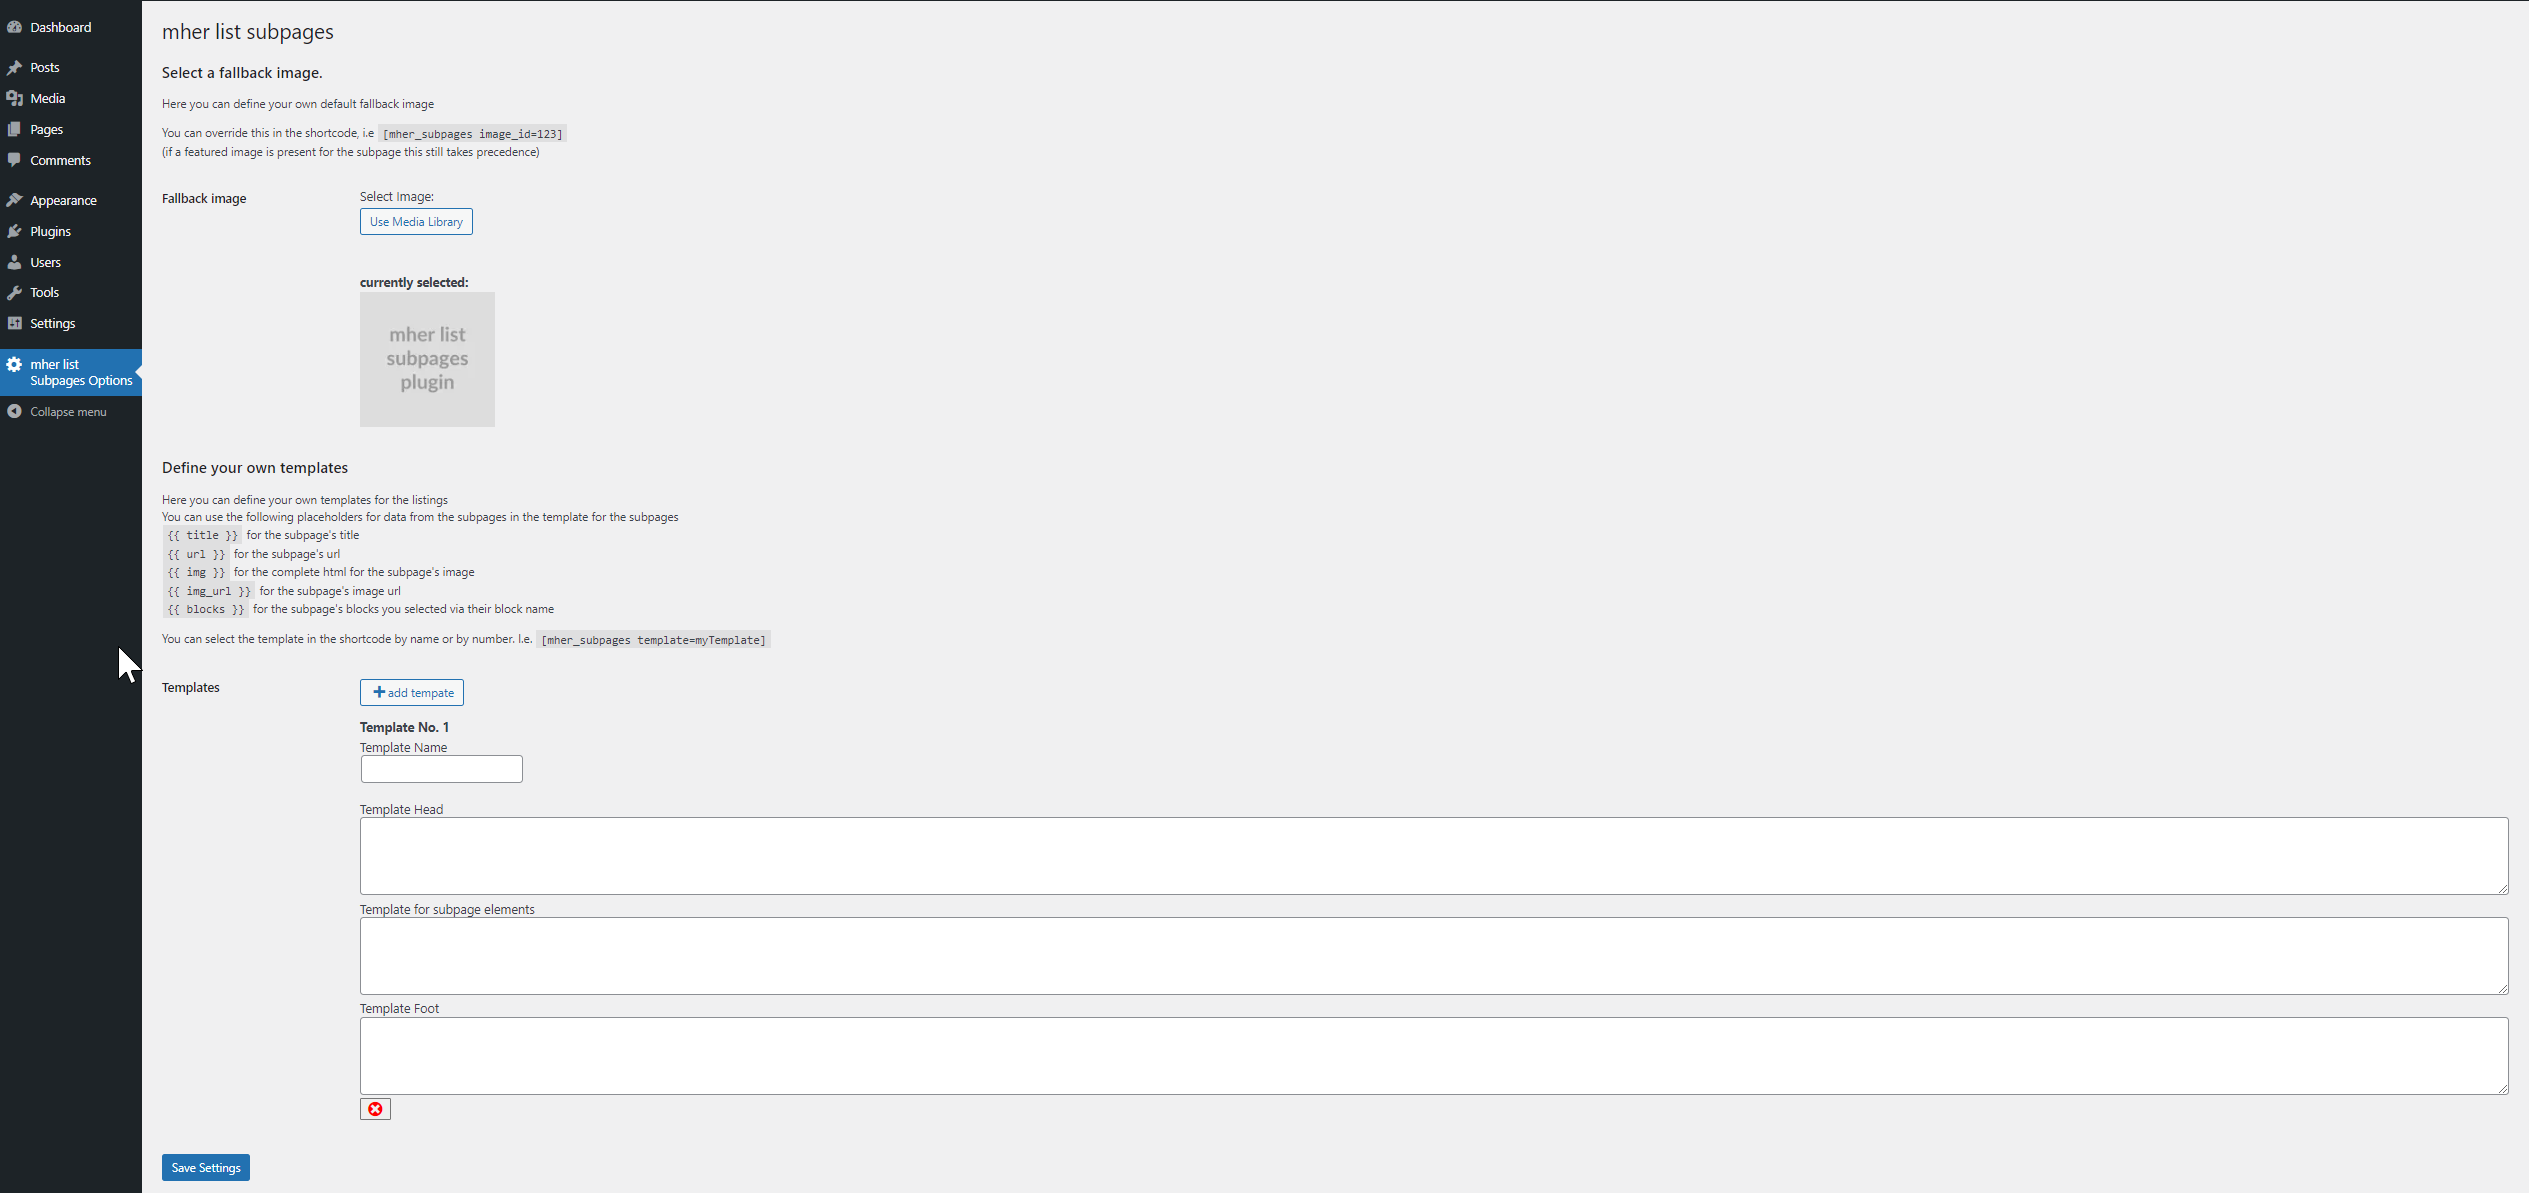 Dashboard
Posts
Media
Pages
Comments
Appearance
Plugins
Users
Tools
Settings
mher list
Subpages Options
Collapse menu
mher list subpages
Select a fallback image.
Here you can define your own default fallback image
You can override this in the shortcode, i.e [mher_subpages image_id=123]
(if a featured image is present for the subpage this still takes precedence)
Fallback image
Select Image:
Use Media Library
currently selected:
mher list
subpages
plugin
Define your own templates
Here you can define your own templates for the listings
You can use the following placeholders for data from the subpages in the template for the subpages
{{ title }} for the subpage's title
{{ url }} for the subpage's url
{{ img }} for the complete html for the subpage's image
{{ img_url }} for the subpage's image url
{{ blocks }} for the subpage's blocks you selected via their block name
You can select the template in the shortcode by name or by number. I.e. [mher_subpages template=myTemplate]
Templates
add tempate
Template No. 1
Template Name
Template Head
Template for subpage elements
Template Foot
Save Settings